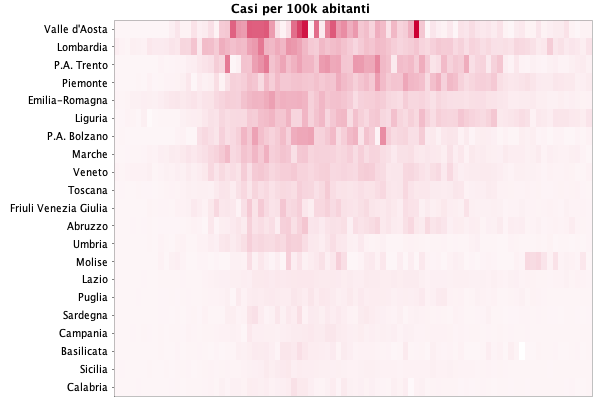 Casi per 100k abitanti
Valle d'Aosta
Lombardia
P.A. Trento
Piemonte
Emilia-Romagna
Liguria
P.A. Bolzano
Marche
Veneto
Toscana
Friuli Venezia Giulia
Abruzzo
Umbria
Molise
Lazio
Puglia
Sardegna
Campania
Basilicata
Sicilia
Calabria